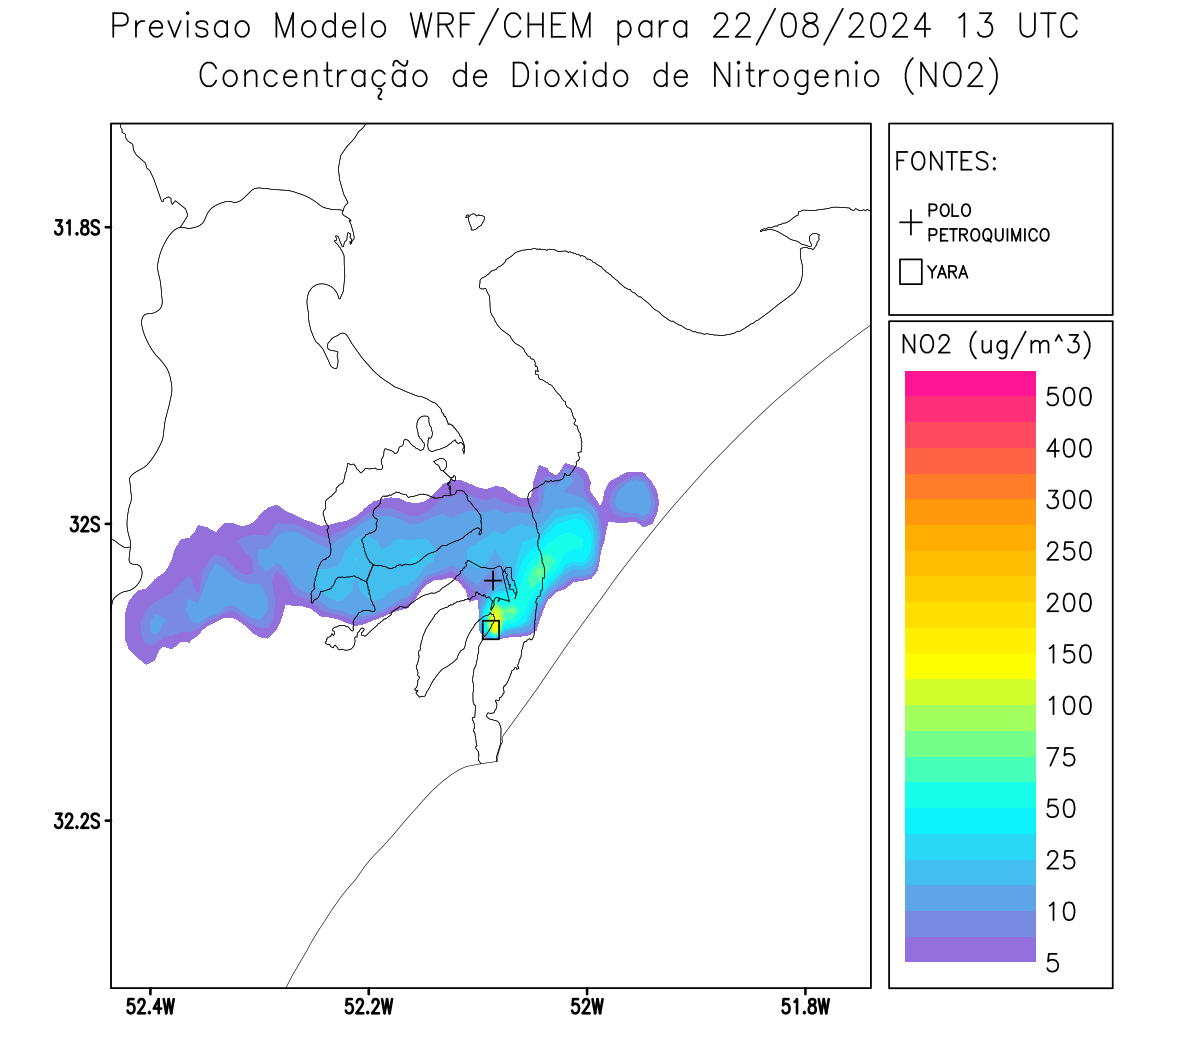 Previsao Modelo WRF/CHEM para 22/08/2024 13 UTC
Concentração de Dioxido de Nitrogenio (NO2)
FONTES:
POLO
PETROQUIMICO
YARA
NO2 (ug/m^3)
500
400
300
250
200
150
100
75
50
25
10
5
31.8S
32S
32.2S
52.4W
52.2W
52W
51.8W